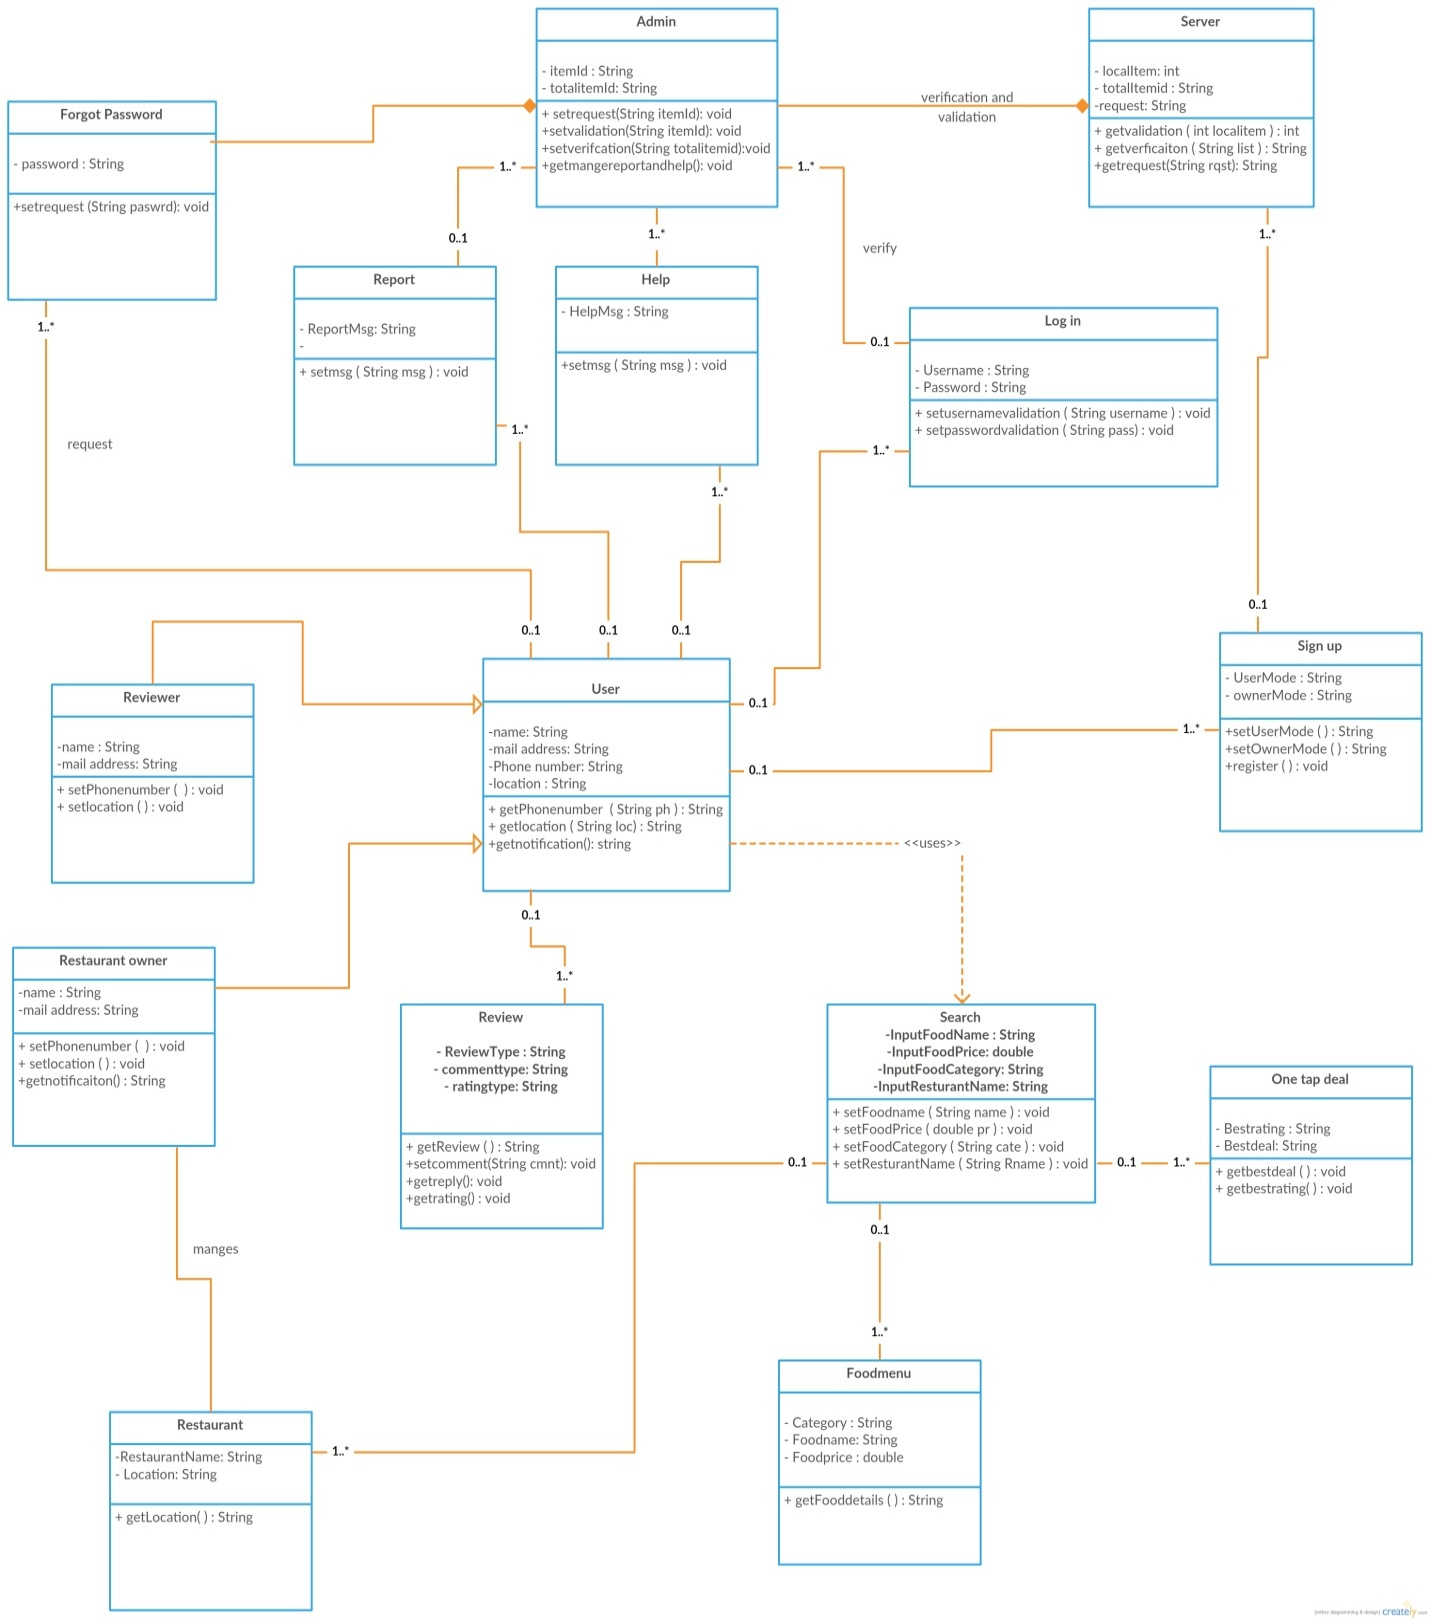 Admin
- itemId : String
- totalitemId: String
+ setrequest(String itemId): void
+setvalidation(String itemId): void
+setverifcation(String totalitemid):void
+getmangereportandhelp(): void
Server
- localItem: int
- totalItemid : String
-request: String
+ getvalidation ( int localitem ) : int
+ getverficaiton ( String list ) : String
+getrequest(String rqst): String
verification and
validation
Forgot Password
- password : String
+setrequest (String paswrd): void
1..*
1..*
0..1
1..*
1..*
verify
Report
- ReportMsg: String
-
+ setmsg ( String msg ) : void
Help
- HelpMsg : String
+setmsg ( String msg ) : void
1..*
0..1
Log in
- Username : String
- Password : String
+ setusernamevalidation ( String username ) : void
+ setpasswordvalidation ( String pass) : void
request
1..*
1..*
1..*
0..1
0..1
0..1
0..1
Sign up
- UserMode : String
- ownerMode : String
+setUserMode ( ) : String
+setOwnerMode ( ) : String
+register ( ) : void
Reviewer
-name : String
-mail address: String
+ setPhonenumber (  ) : void
+ setlocation ( ) : void
User
-name: String
-mail address: String
-Phone number: String
-location : String
+ getPhonenumber  ( String ph ) : String
+ getlocation ( String loc) : String
+getnotification(): string
0..1
0..1
1..*
<<uses>>
0..1
1..*
Restaurant owner
-name : String
-mail address: String
+ setPhonenumber (  ) : void
+ setlocation ( ) : void
+getnotificaiton() : String
Review
- ReviewType : String
- commenttype: String
- ratingtype: String
+ getReview ( ) : String
+setcomment(String cmnt): void
+getreply(): void
+getrating() : void
Search
-InputFoodName : String
-InputFoodPrice: double
-InputFoodCategory: String
-InputResturantName: String
+ setFoodname ( String name ) : void
+ setFoodPrice ( double pr ) : void
+ setFoodCategory ( String cate ) : void
+ setResturantName ( String Rname ) : void
One tap deal
- Bestrating : String
- Bestdeal: String
+ getbestdeal ( ) : void
+ getbestrating( ) : void
0..1
0..1
1..*
manges
0..1
1..*
Foodmenu
- Category : String
- Foodname: String
- Foodprice : double
+ getFooddetails ( ) : String
Restaurant
-RestaurantName: String
- Location: String
+ getLocation( ) : String
1..*
[online diagramming & design] creately.com